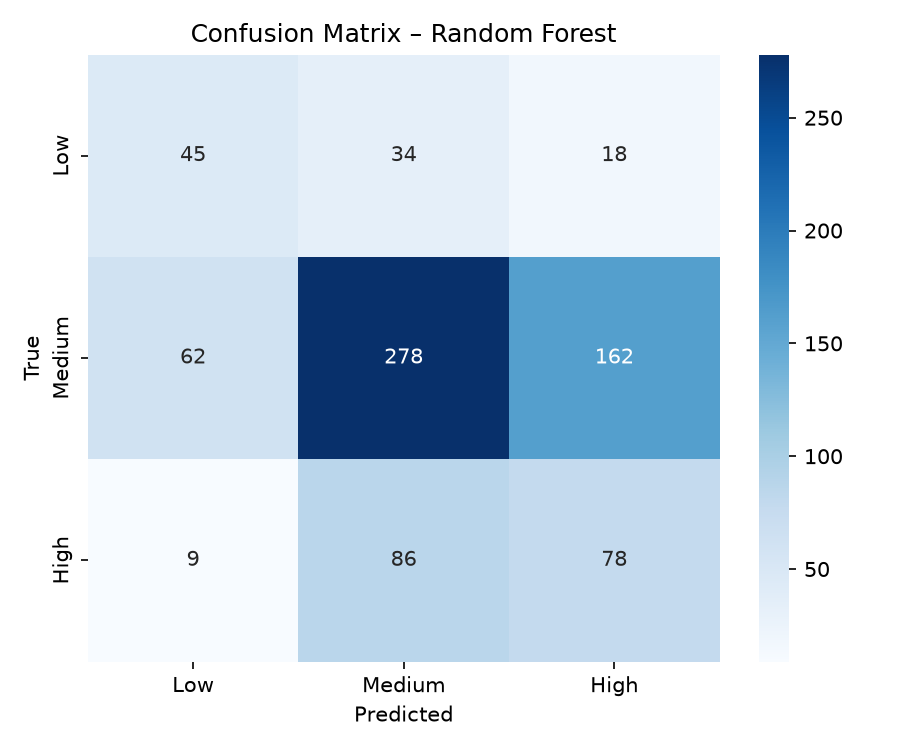 Confusion Matrix – Random Forest
Low
45 34 18
250
200
True
Medium
62 278 162
150
100
High
9 86 78
50
Low Medium High
Predicted